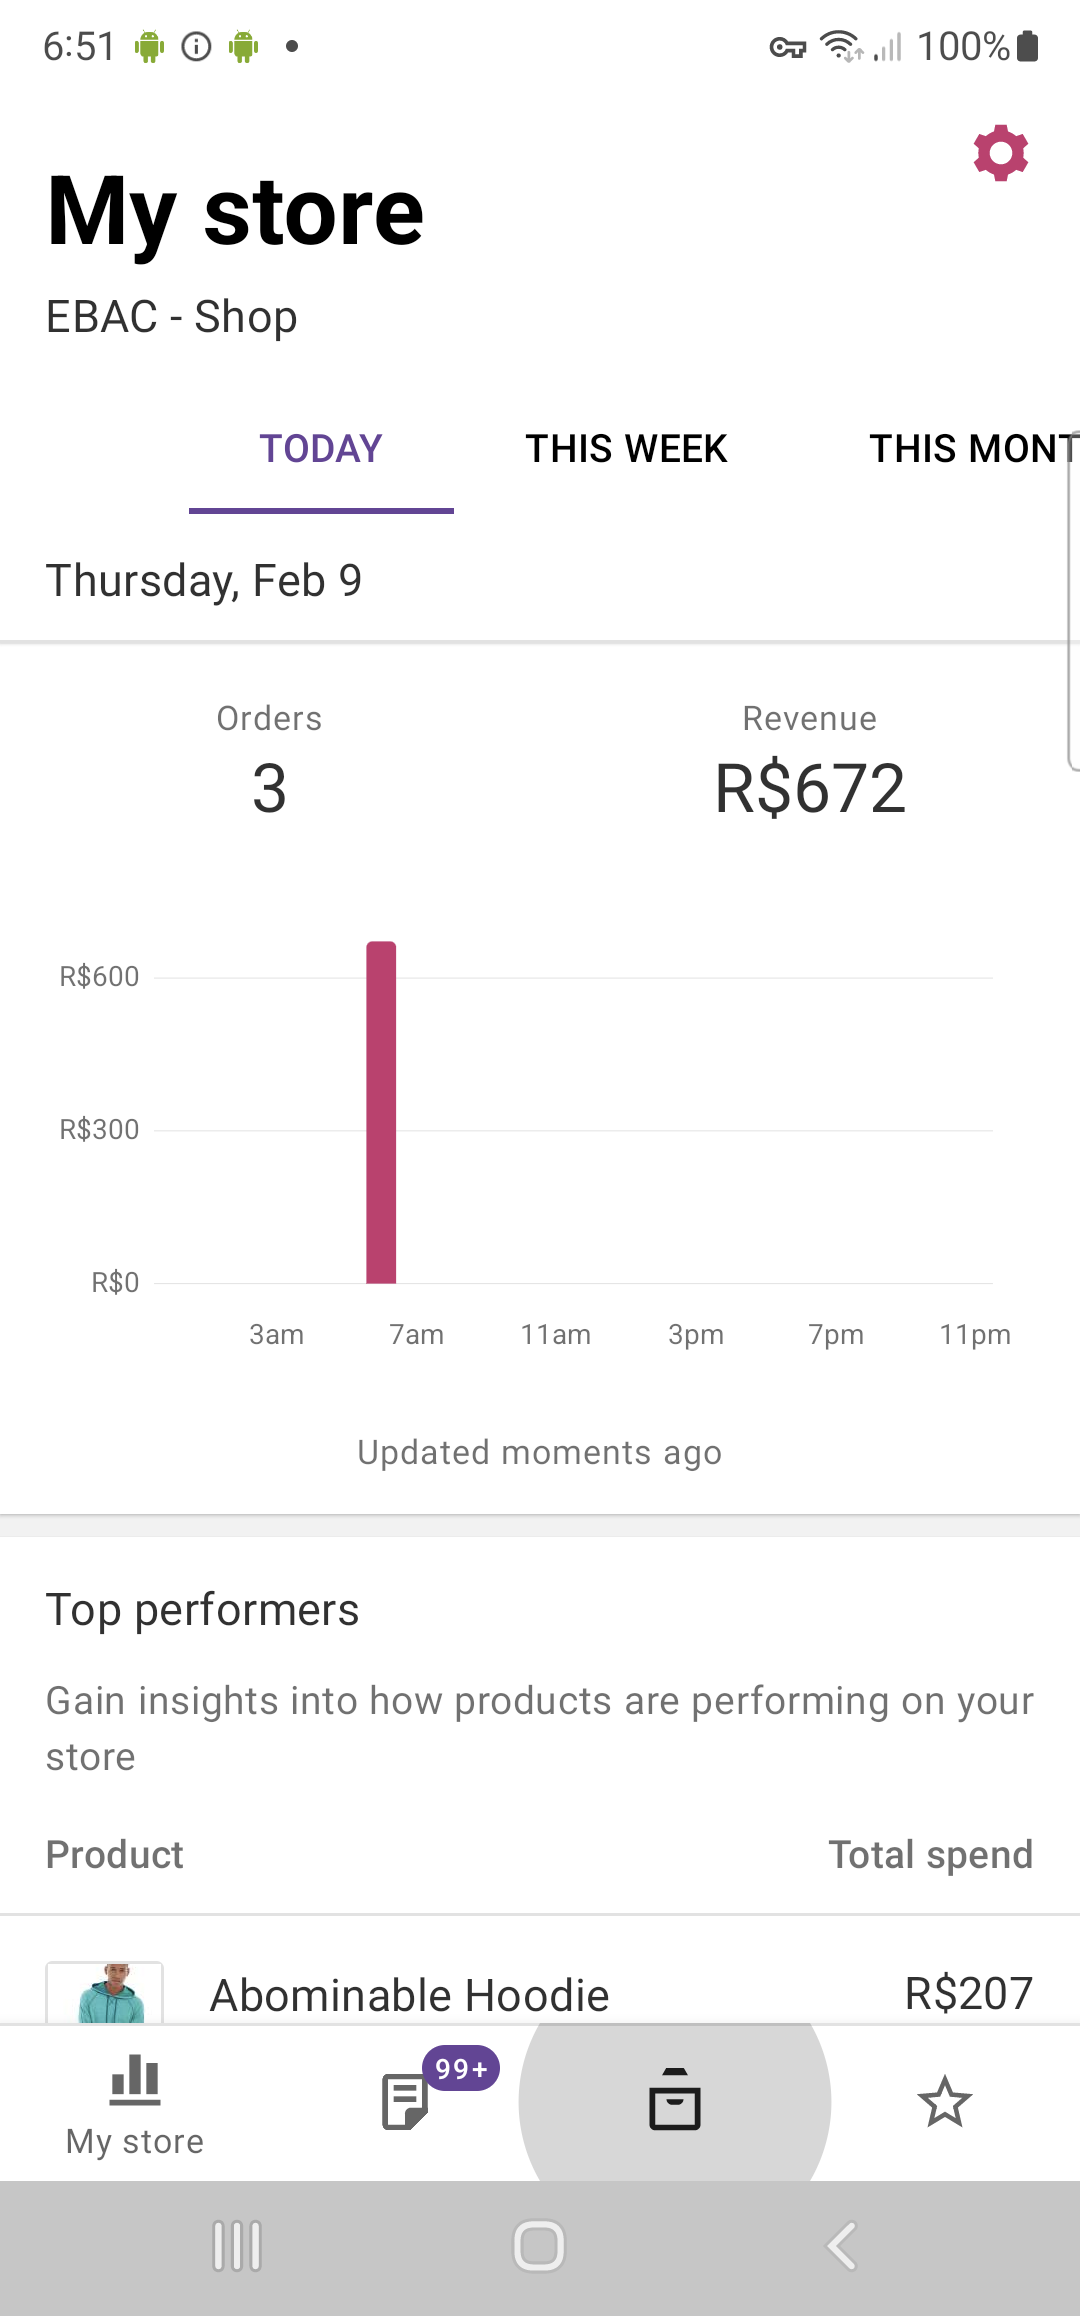 6:51
100%
My store
EBAC - Shop
TODAY THIS WEEK THIS MONT
Thursday, Feb 9
Orders Revenue
3 R$672
R$600
R$300
R$0
3am 7am 11am 3pm 7pm 11pm
Updated moments ago
Top performers
Gain insights into how products are performing on your
store
Product Total spend
Abominable Hoodie R$207
99+
My store